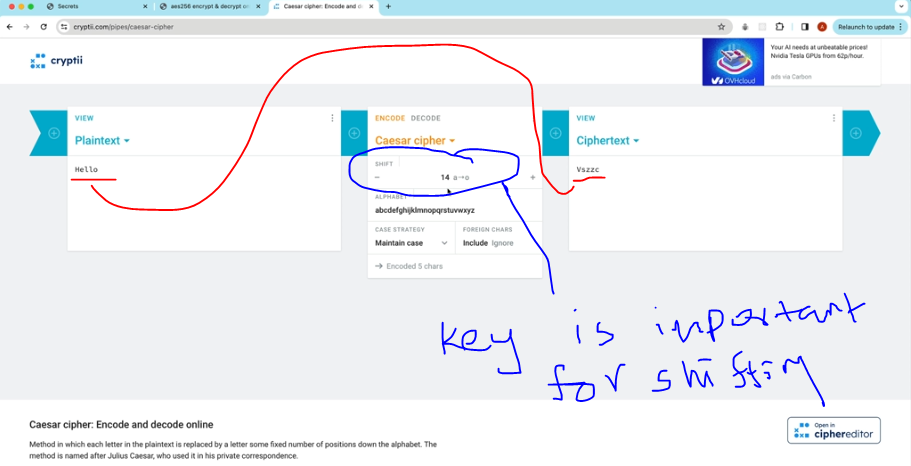 Secrets
aes256 encrypt & decrypt on
Caesar cipher: Encode and de
cryptii.com/pipes/caesar-cipher
Relaunch to update
cryptii
Your AI needs at unbeatable prices!
Nvidia Tesla GPUs from 62p/hour.
OVHcloud
ads via Carbon
VIEW
Plaintext
Hello
ENCODE DECODE
Caesar cipher
SHIFT
− 14 a→o +
ALPHABET
abcdefghijklmnopqrstuvwxyz
CASE STRATEGY
Maintain case
FOREIGN CHARS
Include Ignore
→ Encoded 5 chars
VIEW
Ciphertext
Vszzc
key is important
for shifting
Caesar cipher: Encode and decode online
Method in which each letter in the plaintext is replaced by a letter some fixed number of positions down the alphabet. The
method is named after Julius Caesar, who used it in his private correspondence.
Open in
ciphereditor